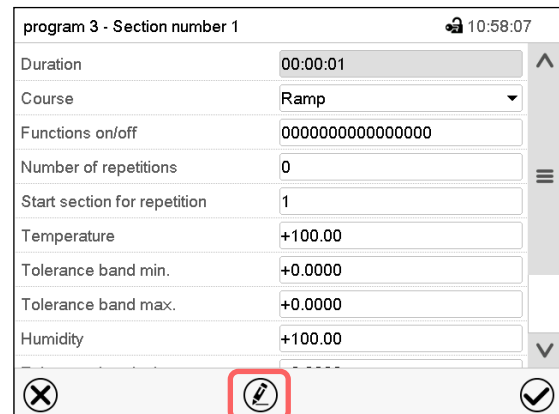 program 3 - Section number 1 10:58:07
Duration 00:00:01
Course Ramp
Functions on/off 0000000000000000
Number of repetitions 0
Start section for repetition 1
Temperature +100.00
Tolerance band min. +0.0000
Tolerance band max. +0.0000
Humidity +100.00